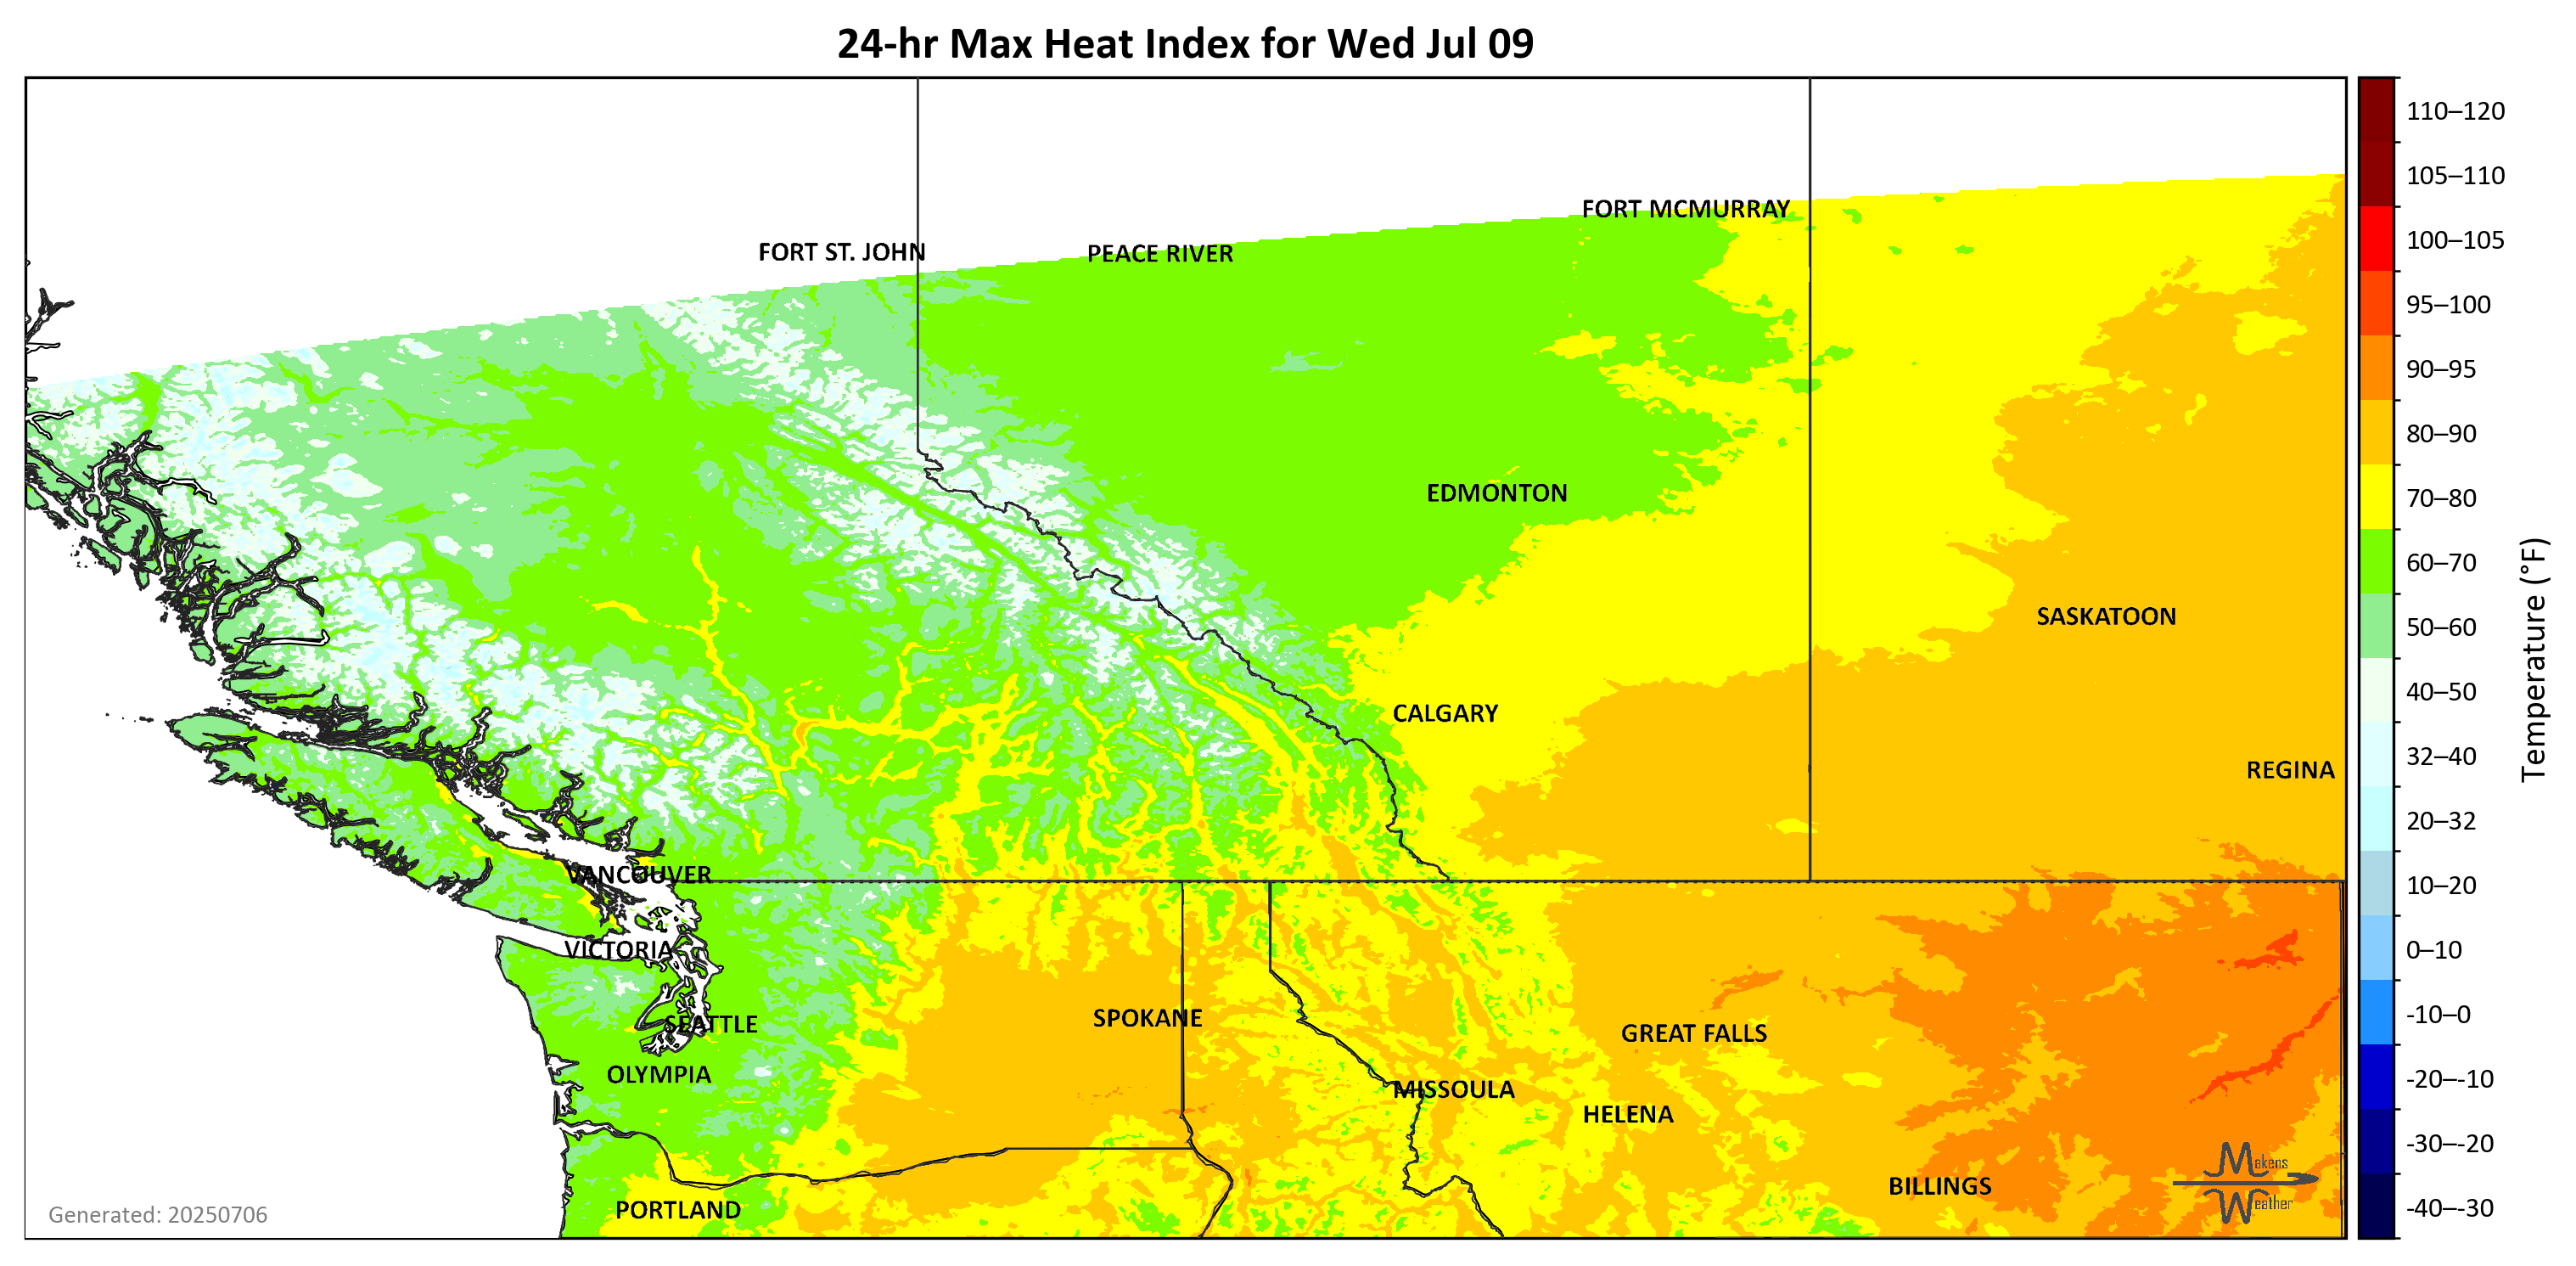 24-hr Max Heat Index for Wed Jul 09
FORT MCMURRAY
FORT ST. JOHN
PEACE RIVER
EDMONTON
SASKATOON
CALGARY
REGINA
VANCOUVER
VICTORIA
SPOKANE
SEATTLE
GREAT FALLS
OLYMPIA
MISSOULA
HELENA
BILLINGS
PORTLAND
Makens
Weather
Generated: 20250706
110–120
105–110
100–105
95–100
90–95
80–90
70–80
60–70
50–60
40–50
32–40
20–32
10–20
0–10
-10–0
-20–-10
-30–-20
-40–-30
Temperature (°F)